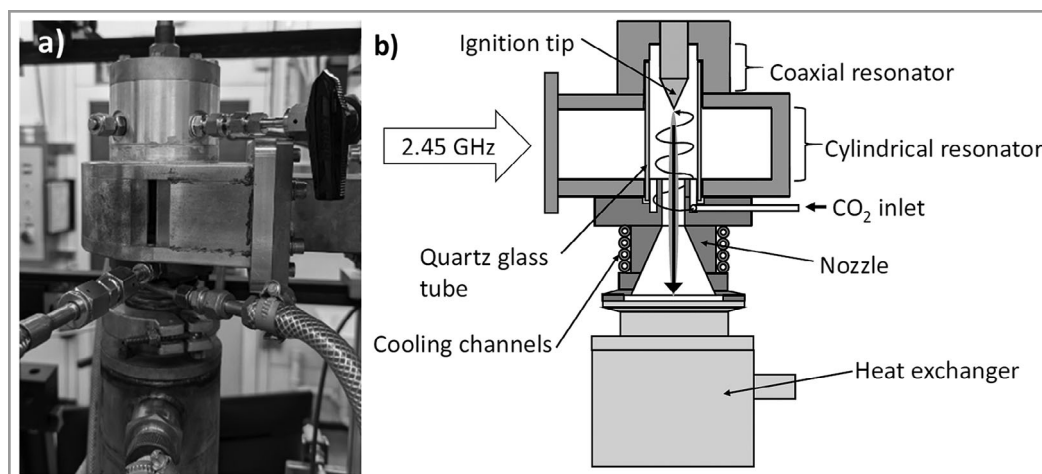 a)
b)
Ignition tip
Coaxial resonator
2.45 GHz
Cylindrical resonator
CO₂ inlet
Quartz glass
tube
Nozzle
Cooling channels
Heat exchanger